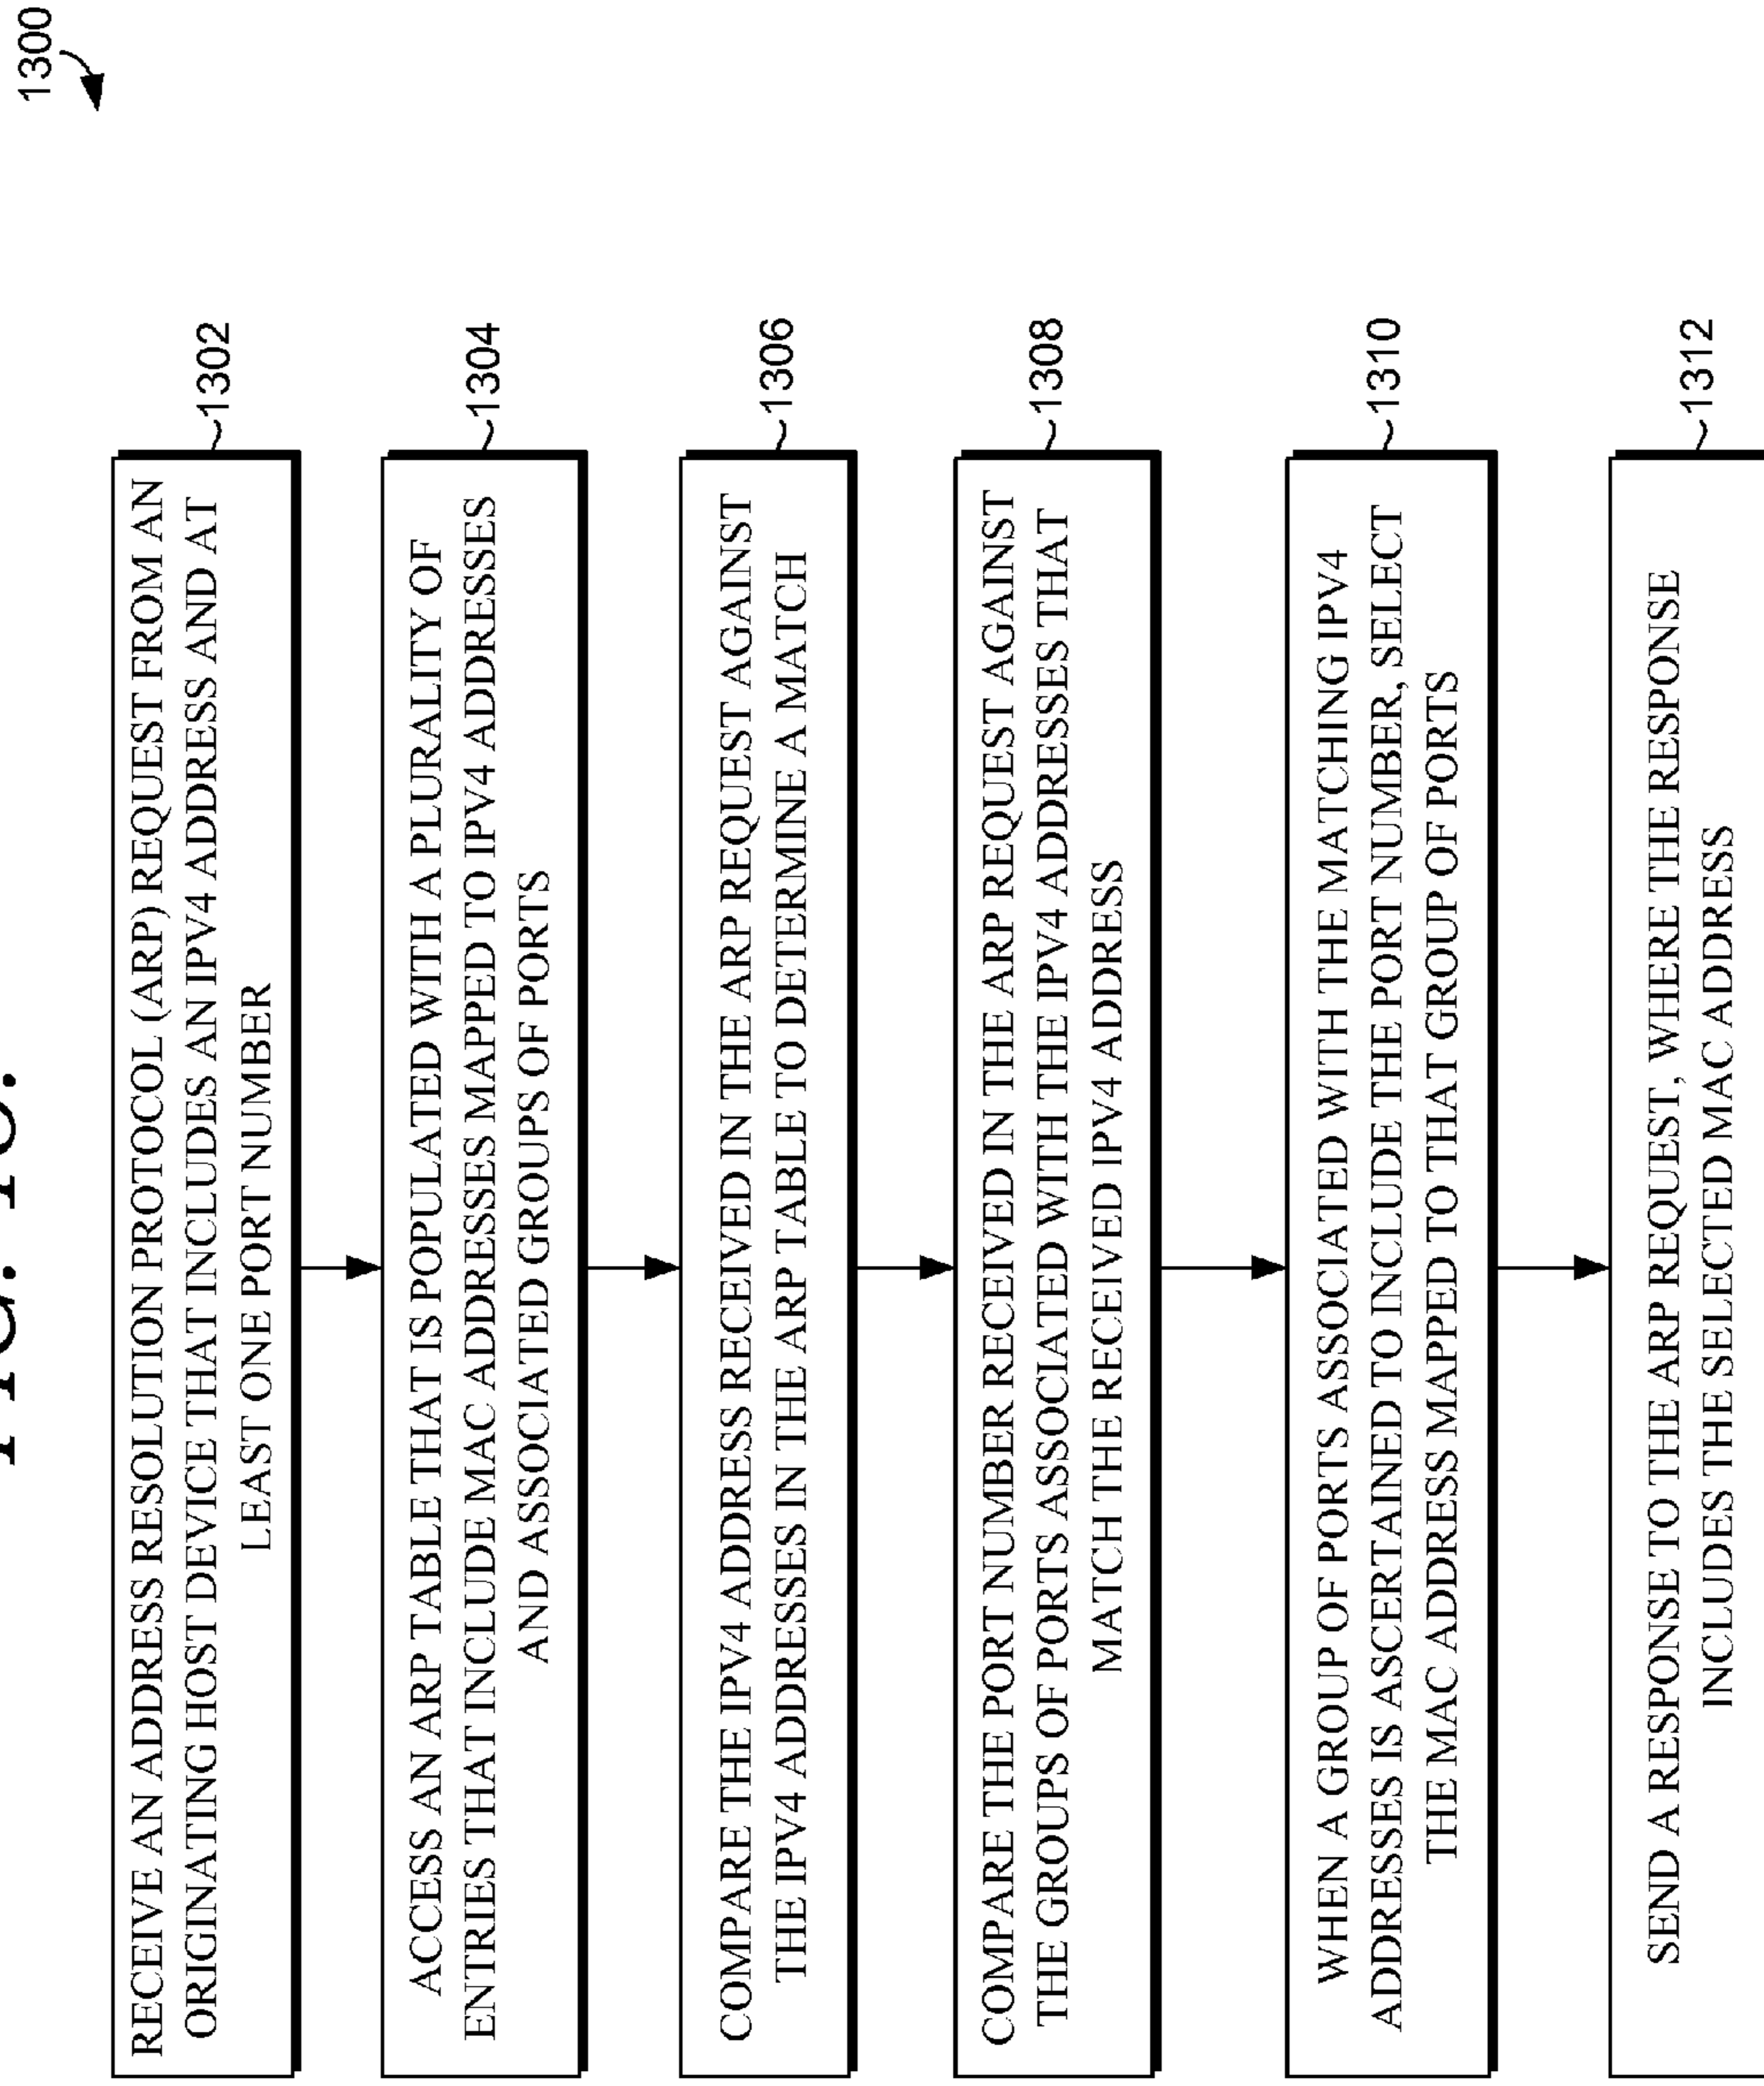 1300
RECEIVE AN ADDRESS RESOLUTION PROTOCOL (ARP) REQUEST FROM AN
ORIGINATING HOST DEVICE THAT INCLUDES AN IPV4 ADDRESS AND AT
LEAST ONE PORT NUMBER
1302
ACCESS AN ARP TABLE THAT IS POPULATED WITH A PLURALITY OF
ENTRIES THAT INCLUDE MAC ADDRESSES MAPPED TO IPV4 ADDRESSES
AND ASSOCIATED GROUPS OF PORTS
1304
COMPARE THE IPV4 ADDRESS RECEIVED IN THE ARP REQUEST AGAINST
THE IPV4 ADDRESSES IN THE ARP TABLE TO DETERMINE A MATCH
1306
COMPARE THE PORT NUMBER RECEIVED IN THE ARP REQUEST AGAINST
THE GROUPS OF PORTS ASSOCIATED WITH THE IPV4 ADDRESSES THAT
MATCH THE RECEIVED IPV4 ADDRESS
1308
WHEN A GROUP OF PORTS ASSOCIATED WITH THE MATCHING IPV4
ADDRESSES IS ASCERTAINED TO INCLUDE THE PORT NUMBER, SELECT
THE MAC ADDRESS MAPPED TO THAT GROUP OF PORTS
1310
SEND A RESPONSE TO THE ARP REQUEST, WHERE THE RESPONSE
INCLUDES THE SELECTED MAC ADDRESS
1312